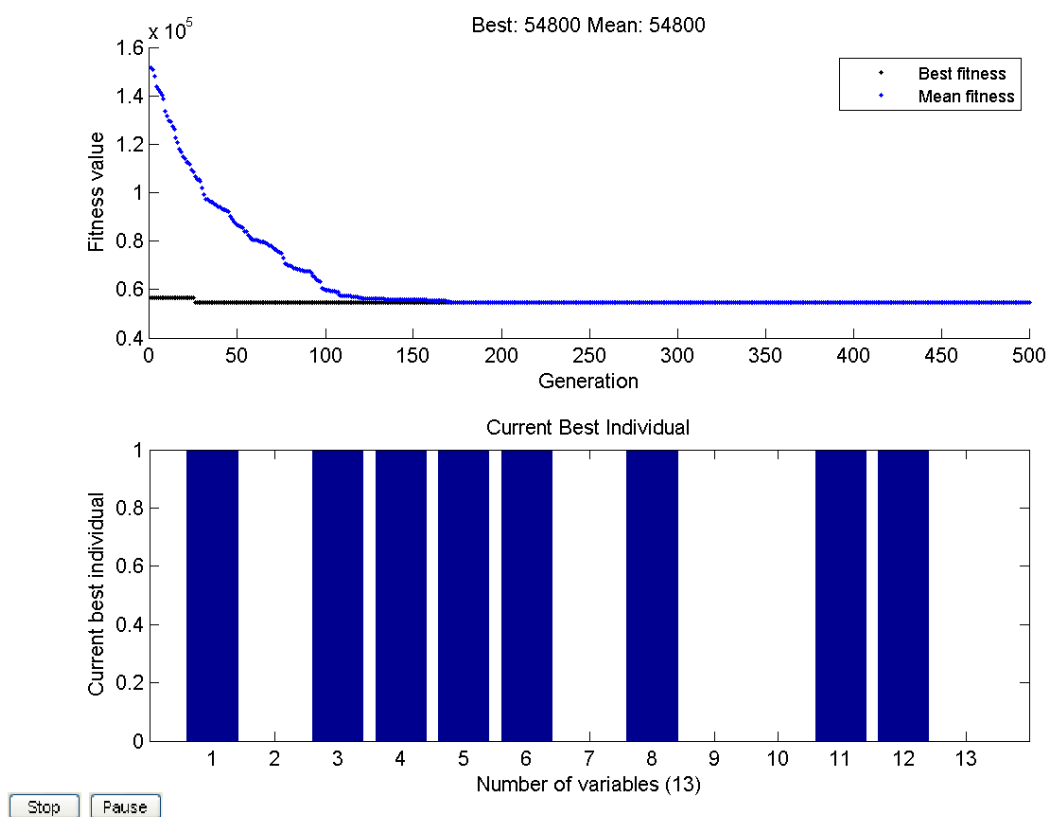 Best: 54800 Mean: 54800
x 10^5
1.6
1.4
1.2
1
0.8
0.6
0.4
Fitness value
Best fitness
Mean fitness
0 50 100 150 200 250 300 350 400 450 500
Generation
Current Best Individual
1
0.8
0.6
0.4
0.2
0
Current best individual
1 2 3 4 5 6 7 8 9 10 11 12 13
Number of variables (13)
Stop Pause